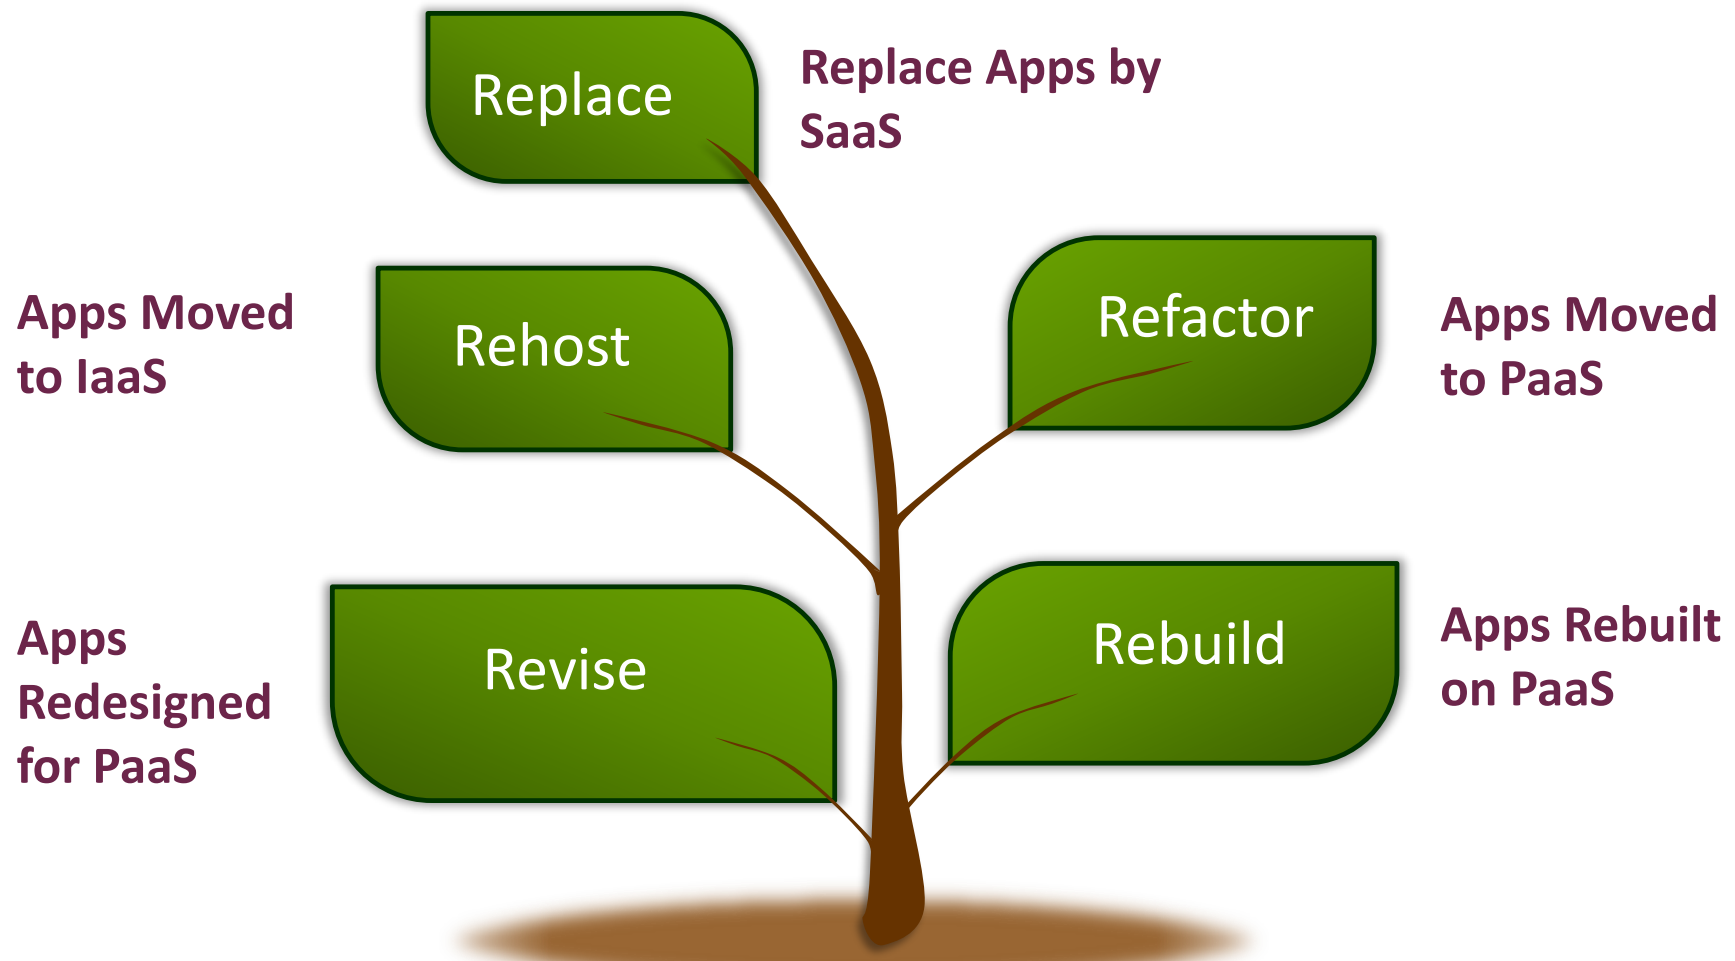 Replace
Replace Apps by
SaaS
Apps Moved
to IaaS
Rehost
Refactor
Apps Moved
to PaaS
Apps
Redesigned
for PaaS
Revise
Rebuild
Apps Rebuilt
on PaaS